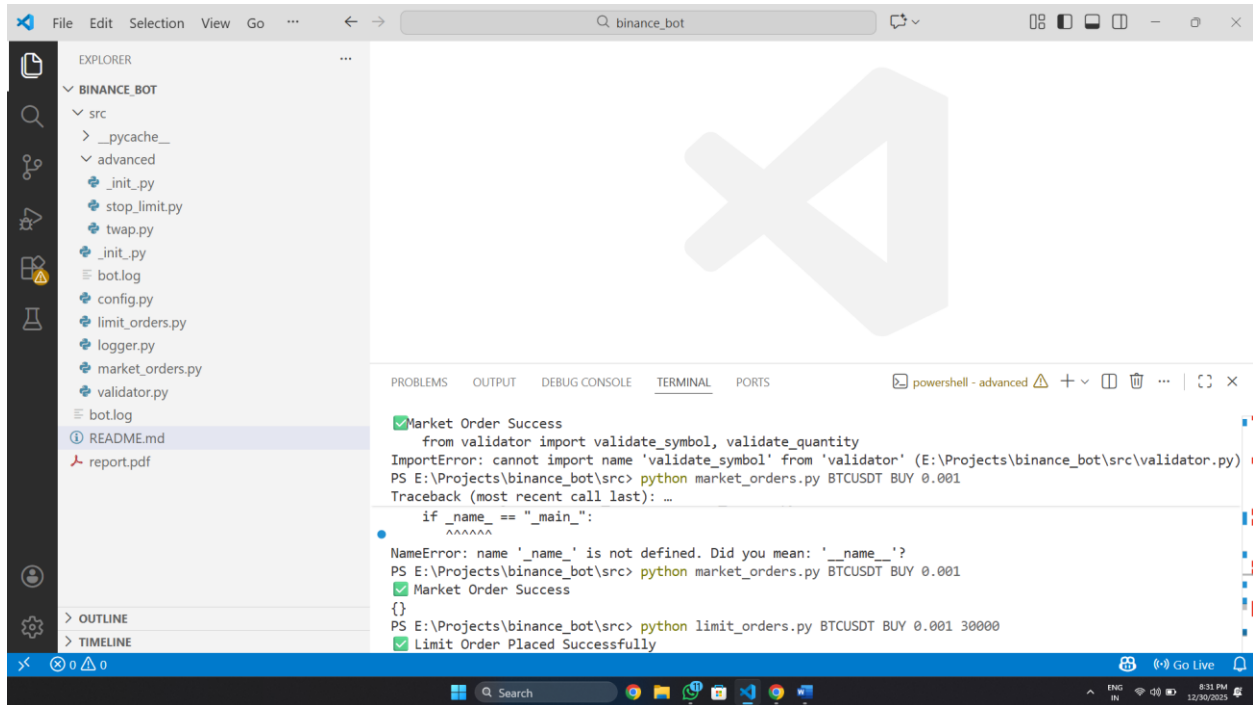 File Edit Selection View Go ··· binance_bot
EXPLORER ···
BINANCE_BOT
src
__pycache__
advanced
_init_.py
stop_limit.py
twap.py
_init_.py
bot.log
config.py
limit_orders.py
logger.py
market_orders.py
validator.py
bot.log
README.md
report.pdf
OUTLINE
TIMELINE
PROBLEMS OUTPUT DEBUG CONSOLE TERMINAL PORTS powershell - advanced
✅Market Order Success
from validator import validate_symbol, validate_quantity
ImportError: cannot import name 'validate_symbol' from 'validator' (E:\Projects\binance_bot\src\validator.py)
PS E:\Projects\binance_bot\src> python market_orders.py BTCUSDT BUY 0.001
Traceback (most recent call last): …
if _name_ == "_main_":
^^^^^^
NameError: name '_name_' is not defined. Did you mean: '__name__'?
PS E:\Projects\binance_bot\src> python market_orders.py BTCUSDT BUY 0.001
✅ Market Order Success
{}
PS E:\Projects\binance_bot\src> python limit_orders.py BTCUSDT BUY 0.001 30000
✅ Limit Order Placed Successfully
0 0 Go Live
Search
ENG
IN
8:31 PM
12/30/2025